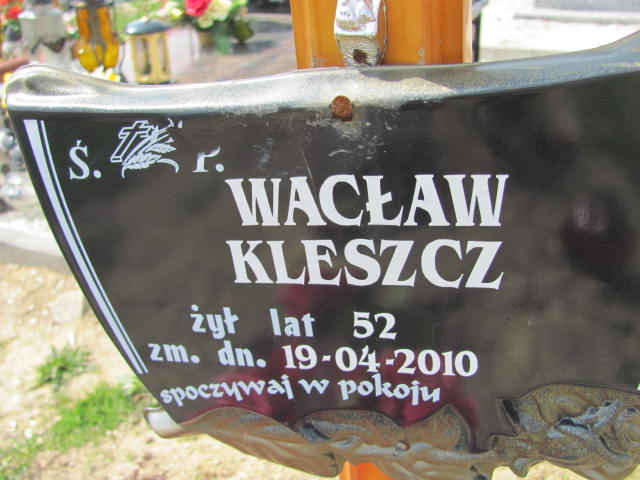 Ś. P.
WACŁAW
KLESZCZ
żył lat 52
zm. dn. 19-04-2010
spoczywaj w pokoju